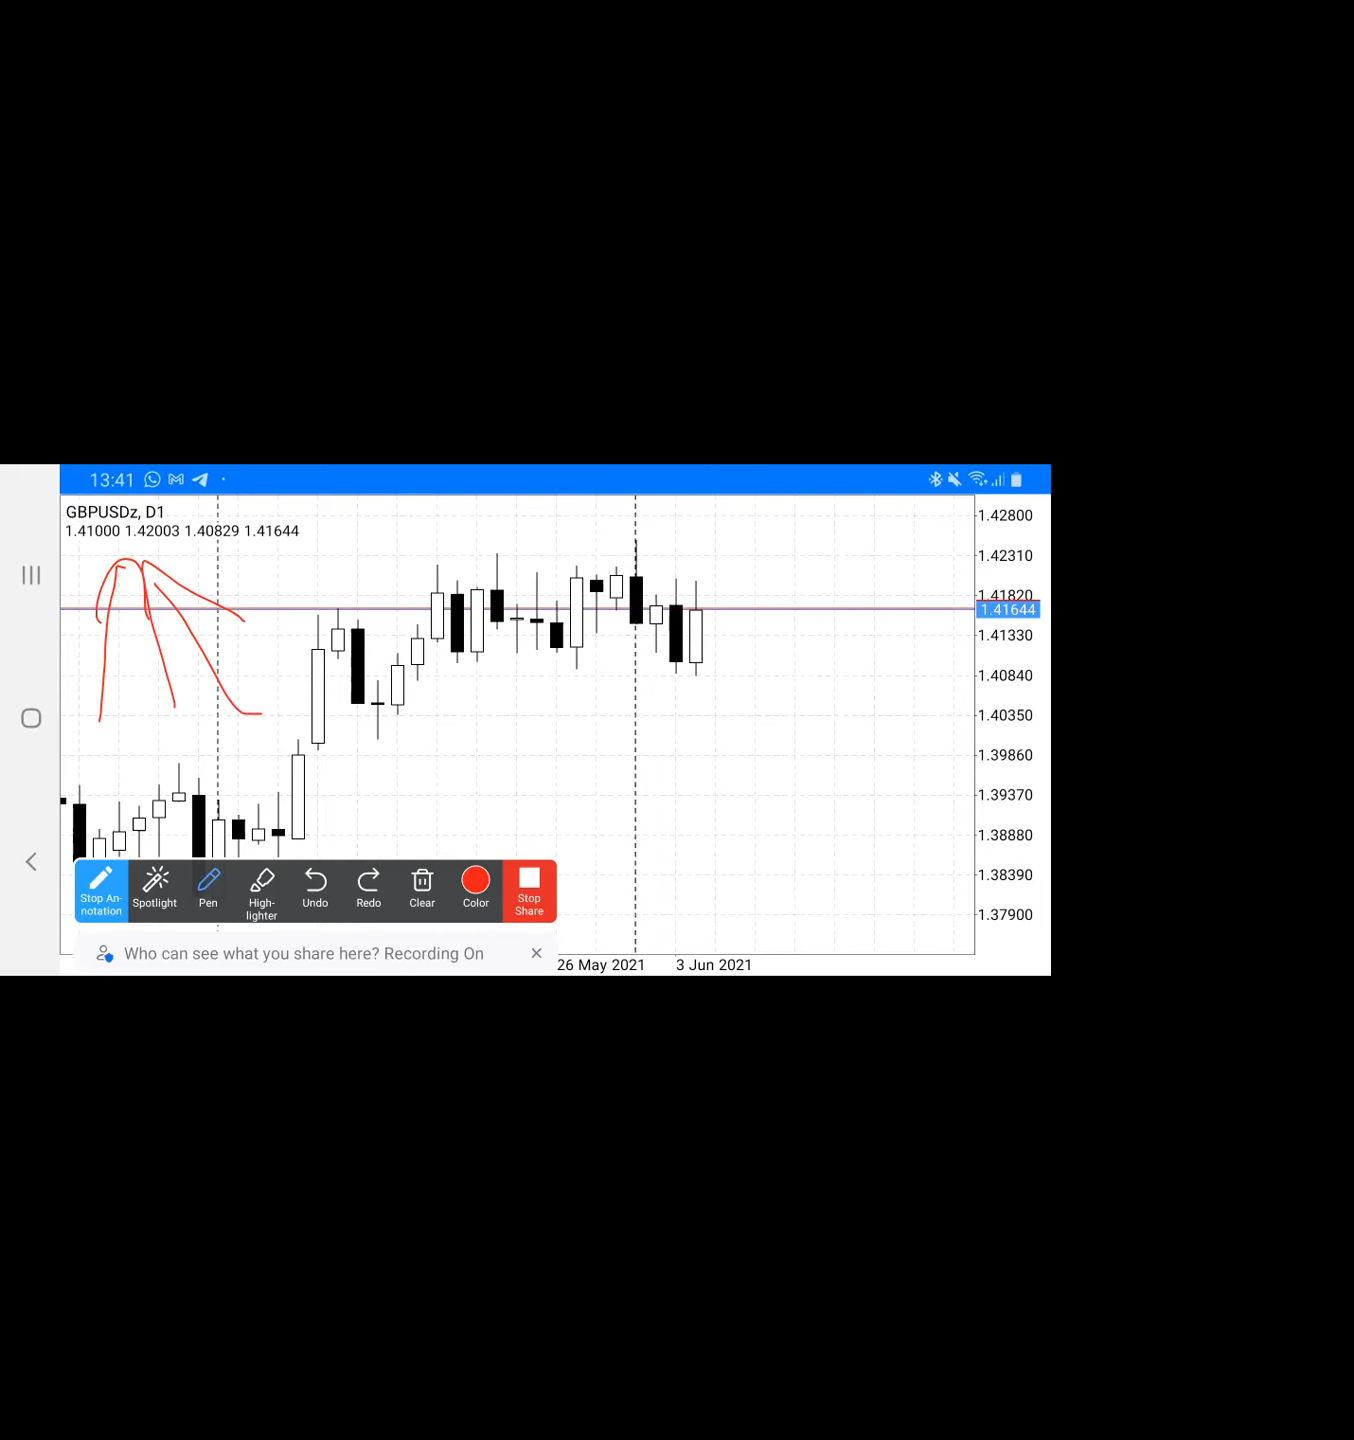 13:41
GBPUSDz, D1
1.41000 1.42003 1.40829 1.41644
1.42800
1.42310
1.41820
1.41644
1.41330
1.40840
1.40350
1.39860
1.39370
1.38880
1.38390
1.37900
Stop An-
notation
Spotlight
Pen
High-
lighter
Undo
Redo
Clear
Color
Stop
Share
Who can see what you share here? Recording On
26 May 2021 3 Jun 2021